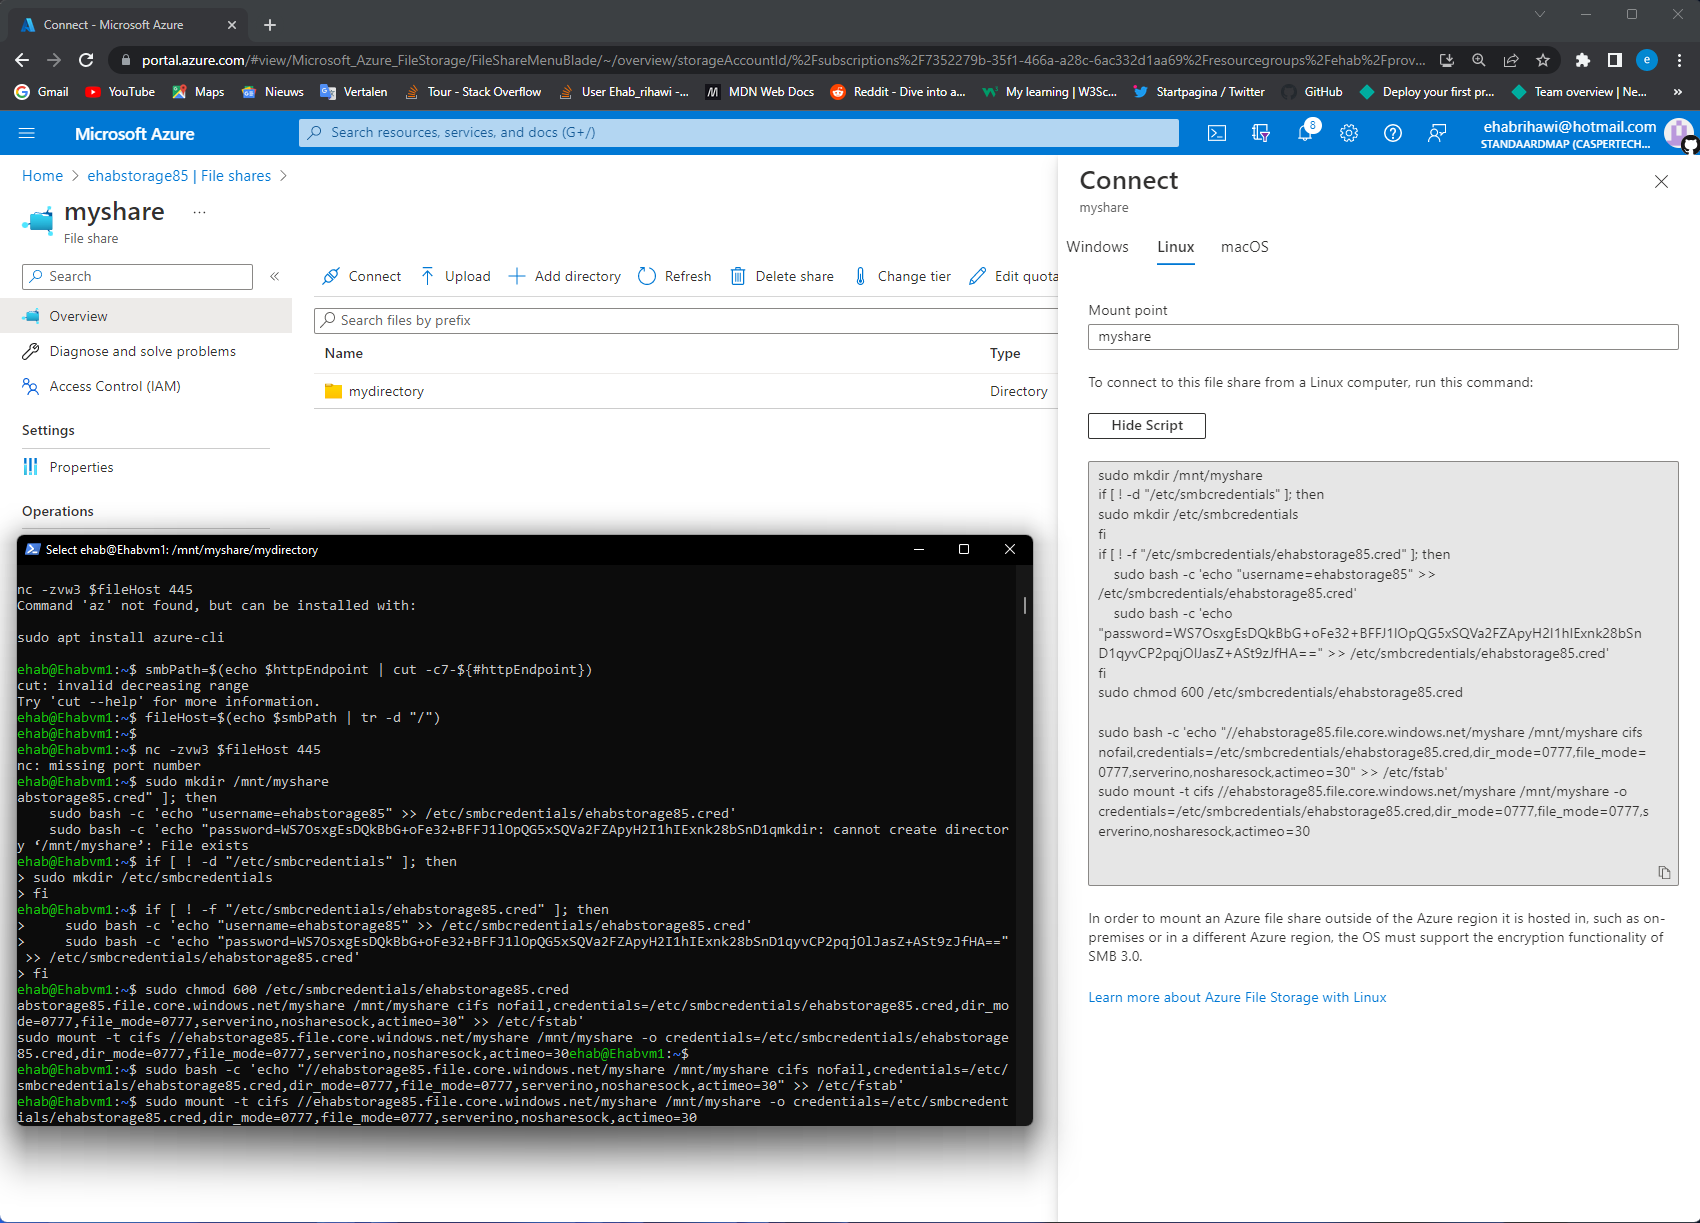 Connect - Microsoft Azure
portal.azure.com/#view/Microsoft_Azure_FileStorage/FileShareMenuBlade/~/overview/storageAccountId/%2Fsubscriptions%2F7352279b-35f1-466a-a28c-6ac332d1aa69%2Fresourcegroups%2Fehab%2Fprov...
e
Gmail YouTube Maps Nieuws Vertalen Tour - Stack Overflow User Ehab_rihawi -... MDN Web Docs Reddit - Dive into a... My learning | W3Sc... Startpagina / Twitter GitHub Deploy your first pr... Team overview | Ne... »
Microsoft Azure
Search resources, services, and docs (G+/)
8
ehabrihawi@hotmail.com
STANDAARDMAP (CASPERTECH...
Home > ehabstorage85 | File shares >
myshare ...
File share
Search
«
Overview
Diagnose and solve problems
Access Control (IAM)
Settings
Properties
Operations
Connect Upload Add directory Refresh Delete share Change tier Edit quota
Search files by prefix
Name Type
mydirectory Directory
Connect
myshare
Windows Linux macOS
Mount point
myshare
To connect to this file share from a Linux computer, run this command:
Hide Script
sudo mkdir /mnt/myshare
if [ ! -d "/etc/smbcredentials" ]; then
sudo mkdir /etc/smbcredentials
fi
if [ ! -f "/etc/smbcredentials/ehabstorage85.cred" ]; then
sudo bash -c 'echo "username=ehabstorage85" >>
/etc/smbcredentials/ehabstorage85.cred'
sudo bash -c 'echo
"password=WS7OsxgEsDQkBbG+oFe32+BFFJ1lOpQG5xSQVa2FZApyH2I1hIExnk28bSn
D1qyvCP2pqjOlJasZ+ASt9zJfHA==" >> /etc/smbcredentials/ehabstorage85.cred'
fi
sudo chmod 600 /etc/smbcredentials/ehabstorage85.cred
sudo bash -c 'echo "//ehabstorage85.file.core.windows.net/myshare /mnt/myshare cifs
nofail,credentials=/etc/smbcredentials/ehabstorage85.cred,dir_mode=0777,file_mode=
0777,serverino,nosharesock,actimeo=30" >> /etc/fstab'
sudo mount -t cifs //ehabstorage85.file.core.windows.net/myshare /mnt/myshare -o
credentials=/etc/smbcredentials/ehabstorage85.cred,dir_mode=0777,file_mode=0777,s
erverino,nosharesock,actimeo=30
In order to mount an Azure file share outside of the Azure region it is hosted in, such as on-
premises or in a different Azure region, the OS must support the encryption functionality of
SMB 3.0.
Learn more about Azure File Storage with Linux
Select ehab@Ehabvm1: /mnt/myshare/mydirectory
nc -zvw3 $fileHost 445
Command 'az' not found, but can be installed with:
sudo apt install azure-cli
ehab@Ehabvm1:~$ smbPath=$(echo $httpEndpoint | cut -c7-${#httpEndpoint})
cut: invalid decreasing range
Try 'cut --help' for more information.
ehab@Ehabvm1:~$ fileHost=$(echo $smbPath | tr -d "/")
ehab@Ehabvm1:~$
ehab@Ehabvm1:~$ nc -zvw3 $fileHost 445
nc: missing port number
ehab@Ehabvm1:~$ sudo mkdir /mnt/myshare
abstorage85.cred" ]; then
sudo bash -c 'echo "username=ehabstorage85" >> /etc/smbcredentials/ehabstorage85.cred'
sudo bash -c 'echo "password=WS7OsxgEsDQkBbG+oFe32+BFFJ1lOpQG5xSQVa2FZApyH2I1hIExnk28bSnD1qmkdir: cannot create director
y ‘/mnt/myshare’: File exists
ehab@Ehabvm1:~$ if [ ! -d "/etc/smbcredentials" ]; then
> sudo mkdir /etc/smbcredentials
> fi
ehab@Ehabvm1:~$ if [ ! -f "/etc/smbcredentials/ehabstorage85.cred" ]; then
> sudo bash -c 'echo "username=ehabstorage85" >> /etc/smbcredentials/ehabstorage85.cred'
> sudo bash -c 'echo "password=WS7OsxgEsDQkBbG+oFe32+BFFJ1lOpQG5xSQVa2FZApyH2I1hIExnk28bSnD1qyvCP2pqjOlJasZ+ASt9zJfHA=="
>> /etc/smbcredentials/ehabstorage85.cred'
> fi
ehab@Ehabvm1:~$ sudo chmod 600 /etc/smbcredentials/ehabstorage85.cred
abstorage85.file.core.windows.net/myshare /mnt/myshare cifs nofail,credentials=/etc/smbcredentials/ehabstorage85.cred,dir_mo
de=0777,file_mode=0777,serverino,nosharesock,actimeo=30" >> /etc/fstab'
sudo mount -t cifs //ehabstorage85.file.core.windows.net/myshare /mnt/myshare -o credentials=/etc/smbcredentials/ehabstorage
85.cred,dir_mode=0777,file_mode=0777,serverino,nosharesock,actimeo=30ehab@Ehabvm1:~$
ehab@Ehabvm1:~$ sudo bash -c 'echo "//ehabstorage85.file.core.windows.net/myshare /mnt/myshare cifs nofail,credentials=/etc/
smbcredentials/ehabstorage85.cred,dir_mode=0777,file_mode=0777,serverino,nosharesock,actimeo=30" >> /etc/fstab'
ehab@Ehabvm1:~$ sudo mount -t cifs //ehabstorage85.file.core.windows.net/myshare /mnt/myshare -o credentials=/etc/smbcredent
ials/ehabstorage85.cred,dir_mode=0777,file_mode=0777,serverino,nosharesock,actimeo=30